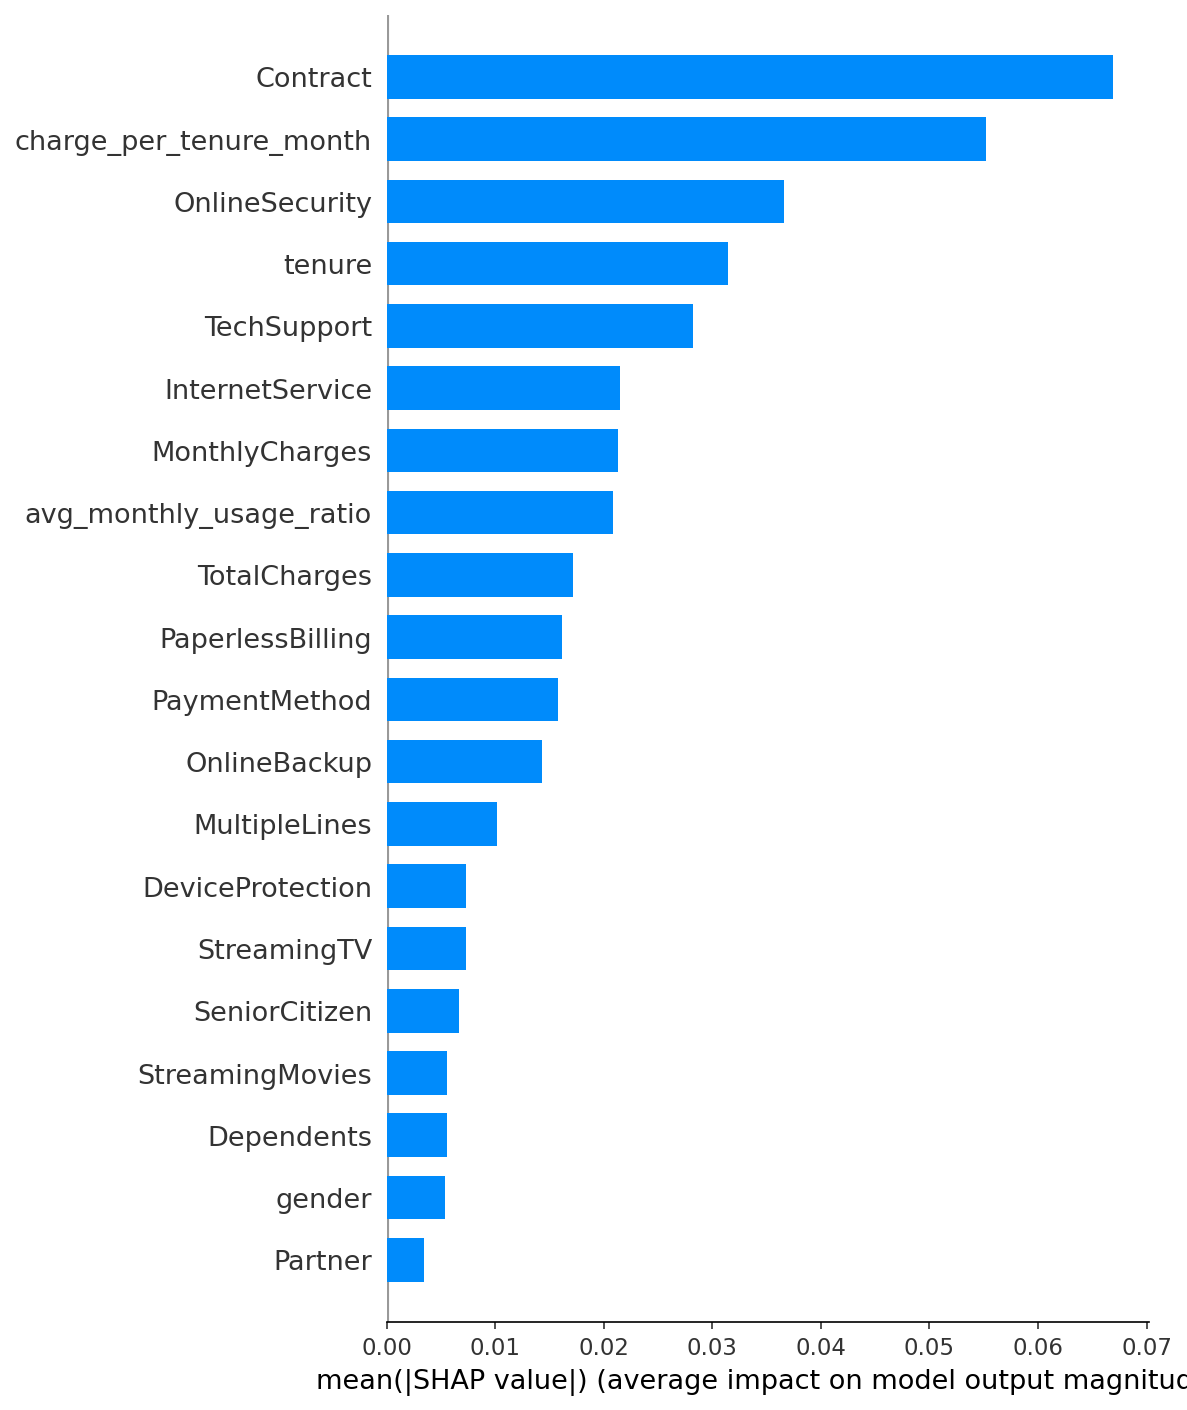 Contract
charge_per_tenure_month
OnlineSecurity
tenure
TechSupport
InternetService
MonthlyCharges
avg_monthly_usage_ratio
TotalCharges
PaperlessBilling
PaymentMethod
OnlineBackup
MultipleLines
DeviceProtection
StreamingTV
SeniorCitizen
StreamingMovies
Dependents
gender
Partner
0.00 0.01 0.02 0.03 0.04 0.05 0.06 0.07
mean(|SHAP value|) (average impact on model output magnitud